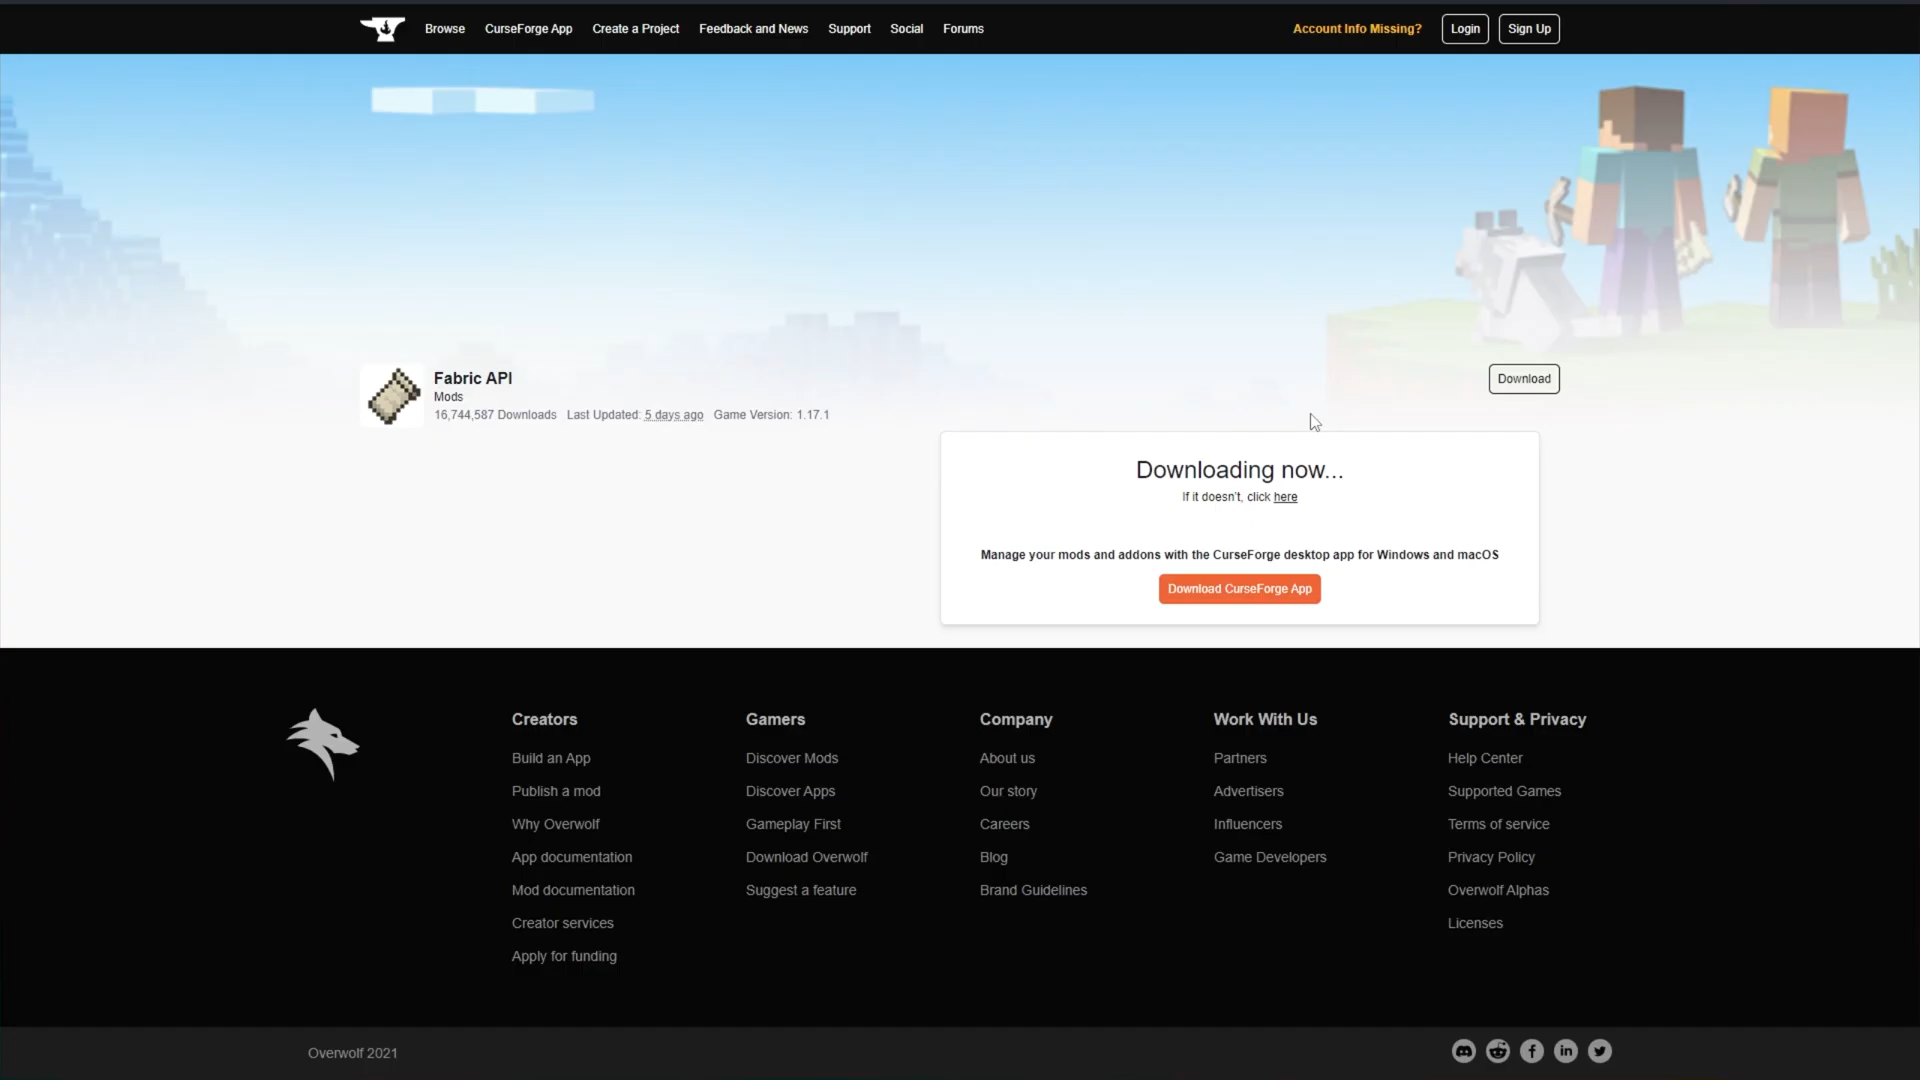 Browse
CurseForge App
Create a Project
Feedback and News
Support
Social
Forums
Account Info Missing?
Login
Sign Up
Fabric API
Mods
16,744,587 Downloads Last Updated: 5 days ago Game Version: 1.17.1
Download
Downloading now...
If it doesn't, click here
Manage your mods and addons with the CurseForge desktop app for Windows and macOS
Download CurseForge App
Creators
Build an App
Publish a mod
Why Overwolf
App documentation
Mod documentation
Creator services
Apply for funding
Gamers
Discover Mods
Discover Apps
Gameplay First
Download Overwolf
Suggest a feature
Company
About us
Our story
Careers
Blog
Brand Guidelines
Work With Us
Partners
Advertisers
Influencers
Game Developers
Support & Privacy
Help Center
Supported Games
Terms of service
Privacy Policy
Overwolf Alphas
Licenses
Overwolf 2021